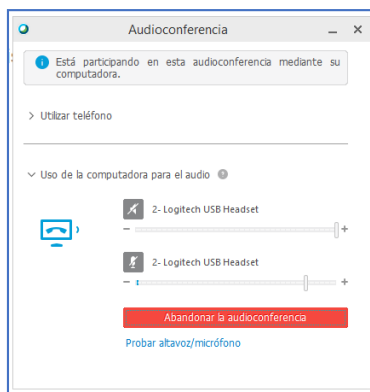 Audioconferencia
Está participando en esta audioconferencia mediante su
computadora.
Utilizar teléfono
Uso de la computadora para el audio
2- Logitech USB Headset
2- Logitech USB Headset
Abandonar la audioconferencia
Probar altavoz/micrófono